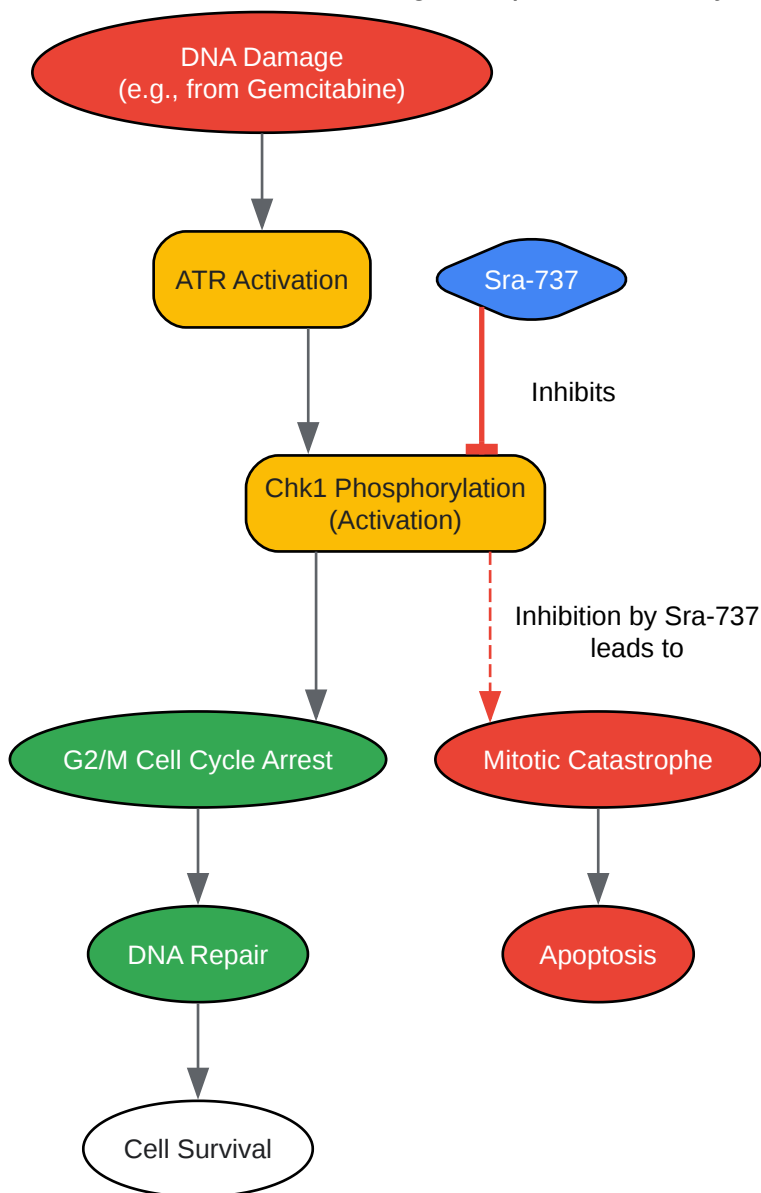 DNA Damage
(e.g., from Gemcitabine)
ATR Activation
Sra-737
Inhibits
Chk1 Phosphorylation
(Activation)
Inhibition by Sra-737
leads to
G2/M Cell Cycle Arrest
Mitotic Catastrophe
DNA Repair
Apoptosis
Cell Survival